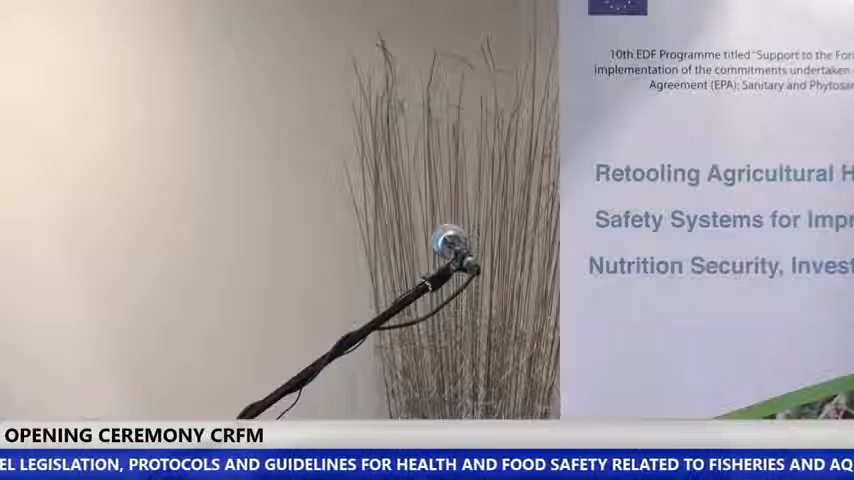 10th EDF Programme titled "Support to the For
implementation of the commitments undertaken
Agreement (EPA): Sanitary and Phytosan
Retooling Agricultural H
Safety Systems for Impr
Nutrition Security, Invest
OPENING CEREMONY CRFM
EL LEGISLATION, PROTOCOLS AND GUIDELINES FOR HEALTH AND FOOD SAFETY RELATED TO FISHERIES AND AQ